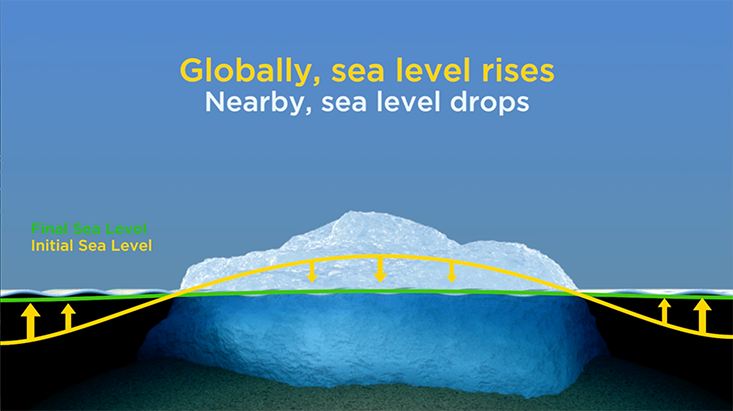 Globally, sea level rises
Nearby, sea level drops
Final Sea Level
Initial Sea Level